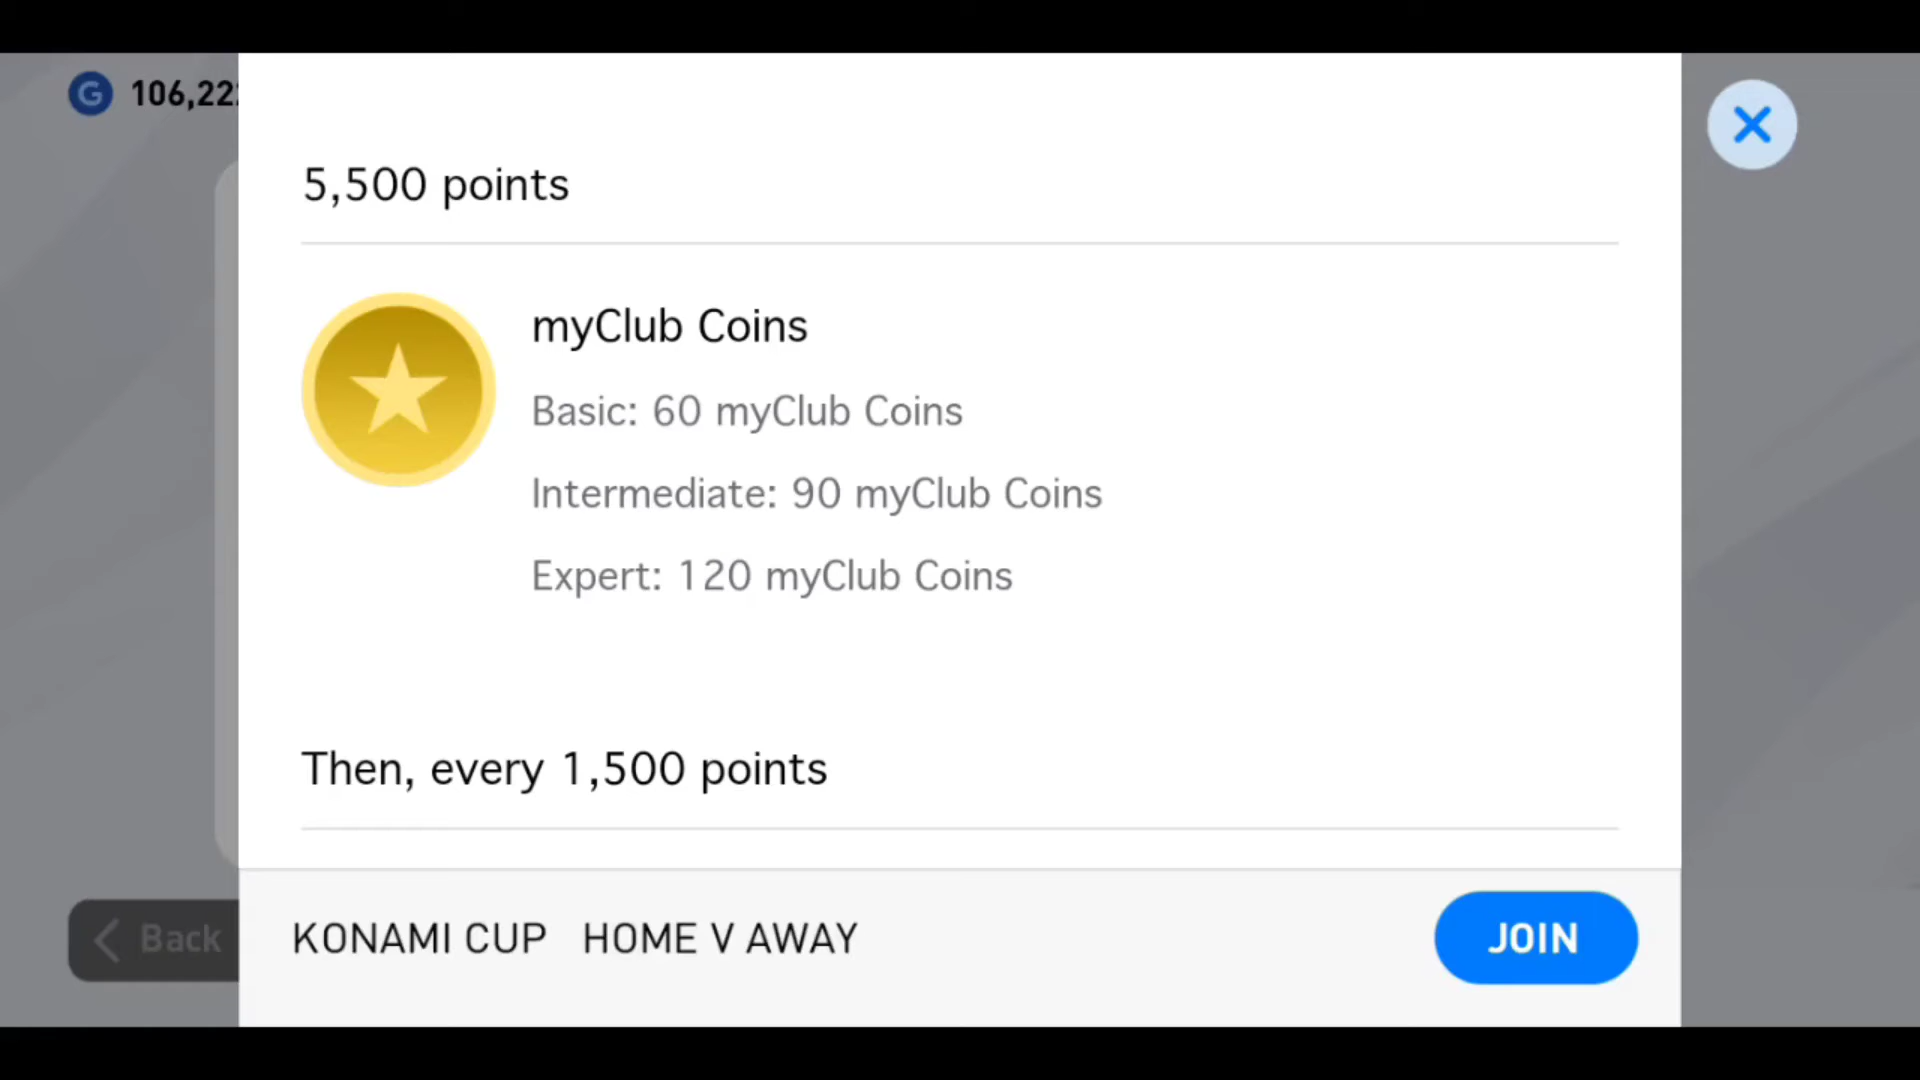 G 106,222
5,500 points
myClub Coins
Basic: 60 myClub Coins
Intermediate: 90 myClub Coins
Expert: 120 myClub Coins
Then, every 1,500 points
Back
KONAMI CUP HOME V AWAY
JOIN